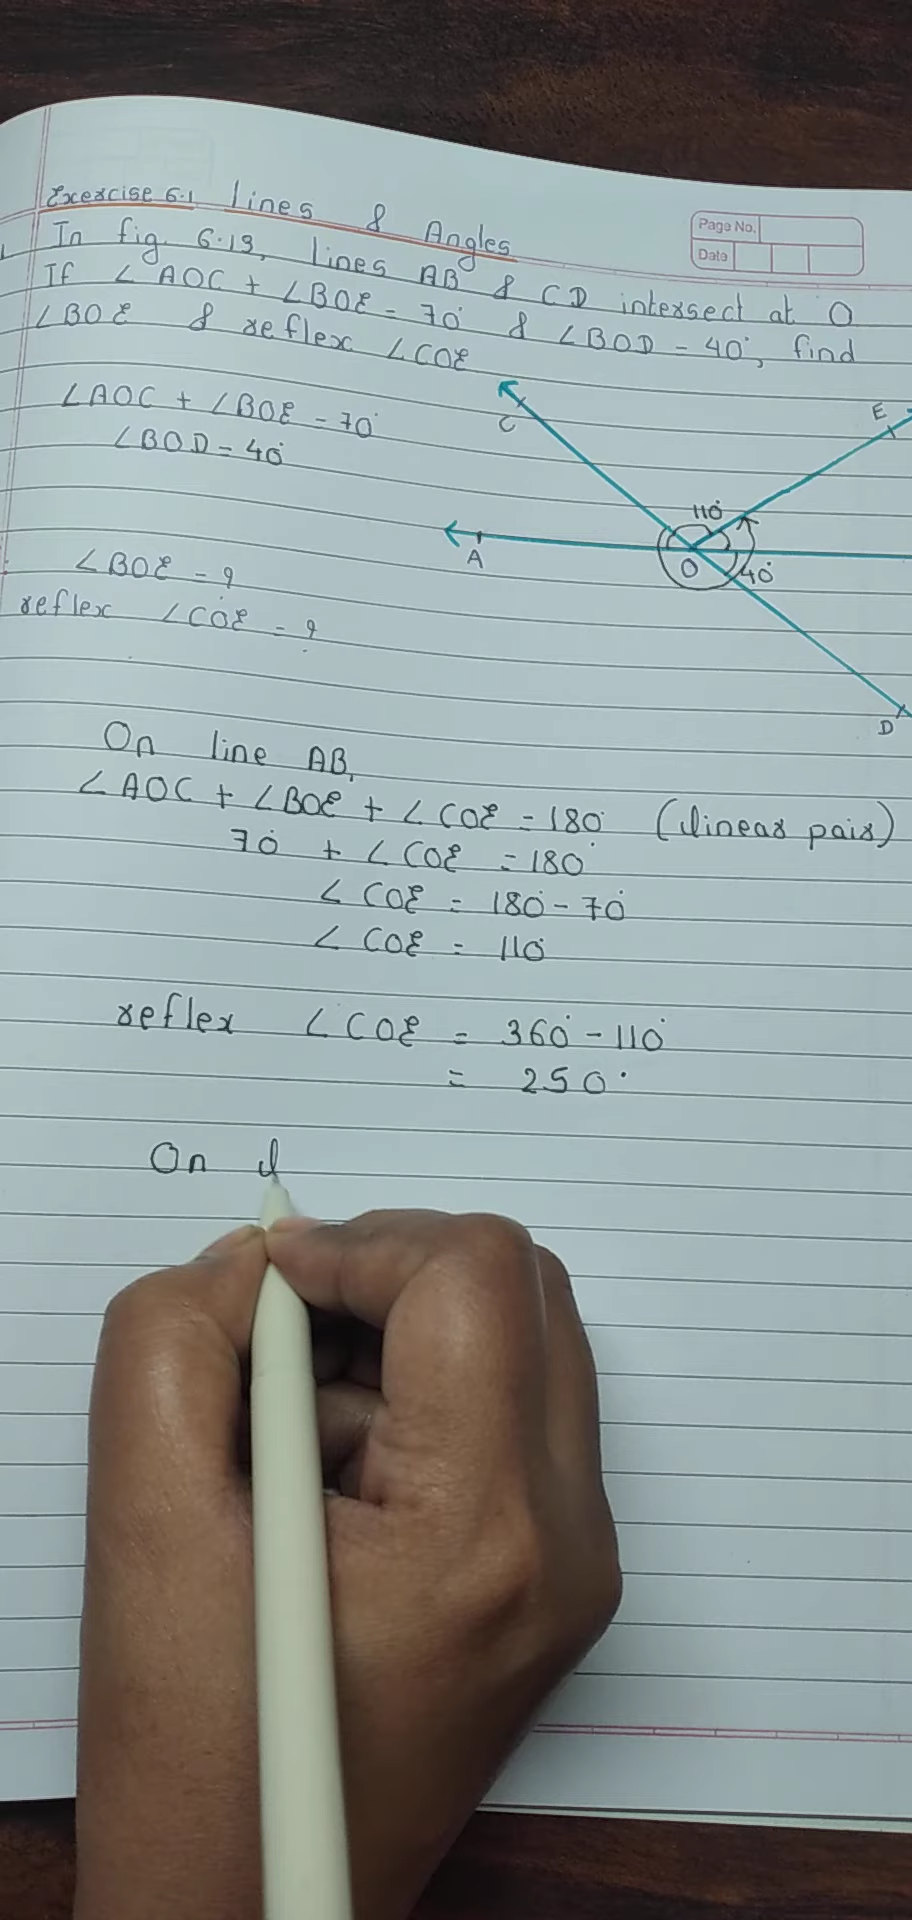 Exercise 6.1 Lines & Angles
Page No.
Date
1 In fig. 6.13, lines AB & CD intersect at O
If ∠AOC + ∠BOE = 70° & ∠BOD = 40°, find
∠BOE & reflex ∠COE
∠AOC + ∠BOE = 70°
∠BOD = 40°
C
E
110°
A
O
40°
D
∠BOE = ?
reflex ∠COE = ?
On line AB,
∠AOC + ∠BOE + ∠COE = 180° (linear pair)
70° + ∠COE = 180°
∠COE = 180° - 70°
∠COE = 110°
reflex ∠COE = 360° - 110°
= 250°
On l